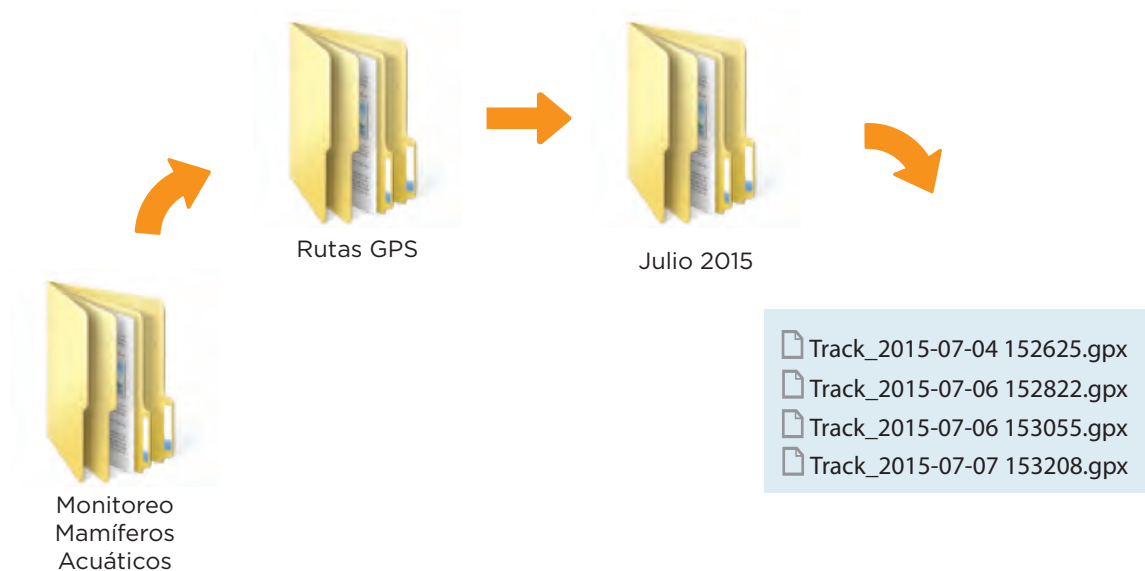 Rutas GPS
Julio 2015
Monitoreo
Mamíferos
Acuáticos
Track_2015-07-04 152625.gpx
Track_2015-07-06 152822.gpx
Track_2015-07-06 153055.gpx
Track_2015-07-07 153208.gpx